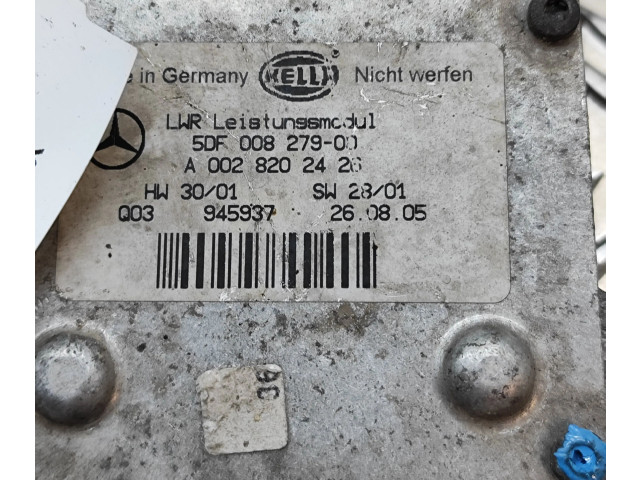 in Germany HELLA Nicht werfen
LWR Leistungsmodul
5DF 008 279-00
A 002 820 24 26
HW 30/01 SW 28/01
Q03 945937 26.08.05